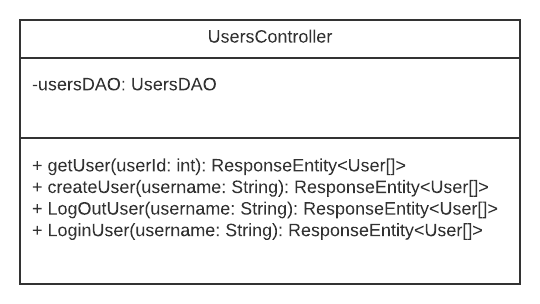 UsersController
-usersDAO: UsersDAO
+ getUser(userId: int): ResponseEntity<User[]>
+ createUser(username: String): ResponseEntity<User[]>
+ LogOutUser(username: String): ResponseEntity<User[]>
+ LoginUser(username: String): ResponseEntity<User[]>